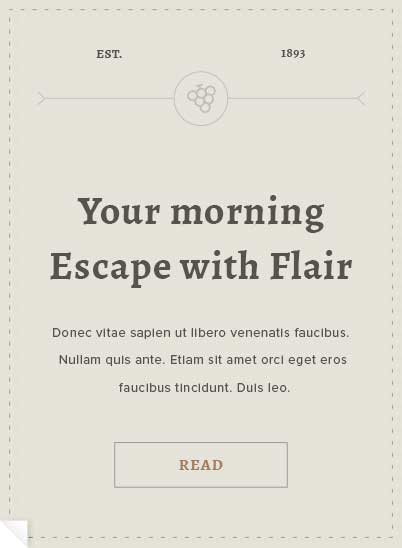 EST. 1893
Your morning
Escape with Flair
Donec vitae sapien ut libero venenatis faucibus.
Nullam quis ante. Etiam sit amet orci eget eros
faucibus tincidunt. Duis leo.
READ